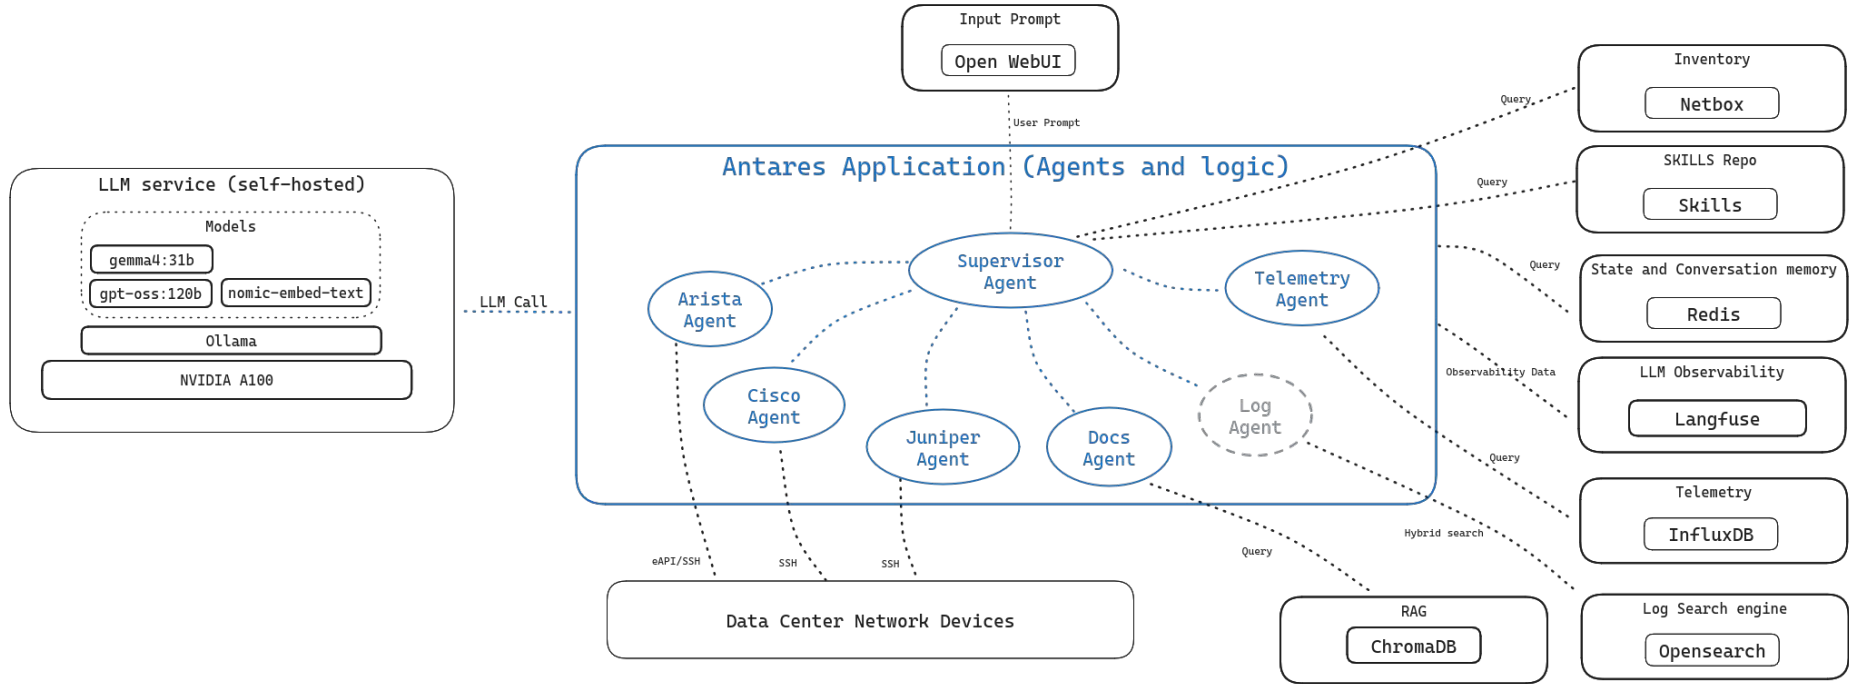 Input Prompt
Open WebUI
User Prompt
LLM service (self-hosted)
Models
gemma4:31b
gpt-oss:120b
nomic-embed-text
Ollama
NVIDIA A100
LLM Call
Antares Application (Agents and logic)
Supervisor
Agent
Arista
Agent
Cisco
Agent
Juniper
Agent
Docs
Agent
Log
Agent
Telemetry
Agent
eAPI/SSH
SSH
SSH
Data Center Network Devices
Query
Inventory
Netbox
Query
SKILLS Repo
Skills
Query
State and Conversation memory
Redis
Observability Data
LLM Observability
Langfuse
Query
Telemetry
InfluxDB
Hybrid search
Log Search engine
Opensearch
Query
RAG
ChromaDB